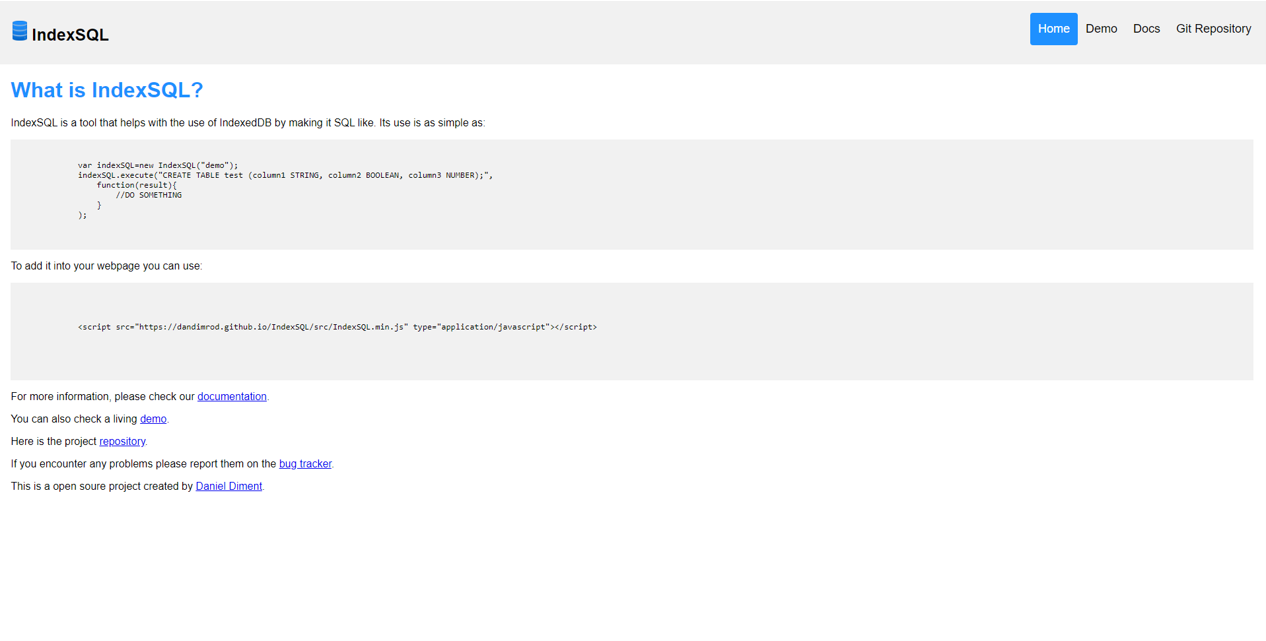 IndexSQL
Home Demo Docs Git Repository
What is IndexSQL?
IndexSQL is a tool that helps with the use of IndexedDB by making it SQL like. Its use is as simple as:
var indexSQL=new IndexSQL("demo");
indexSQL.execute("CREATE TABLE test (column1 STRING, column2 BOOLEAN, column3 NUMBER);",
function(result){
//DO SOMETHING
}
);
To add it into your webpage you can use:
<script src="https://dandimrod.github.io/IndexSQL/src/IndexSQL.min.js" type="application/javascript"></script>
For more information, please check our documentation.
You can also check a living demo.
Here is the project repository.
If you encounter any problems please report them on the bug tracker.
This is a open soure project created by Daniel Diment.